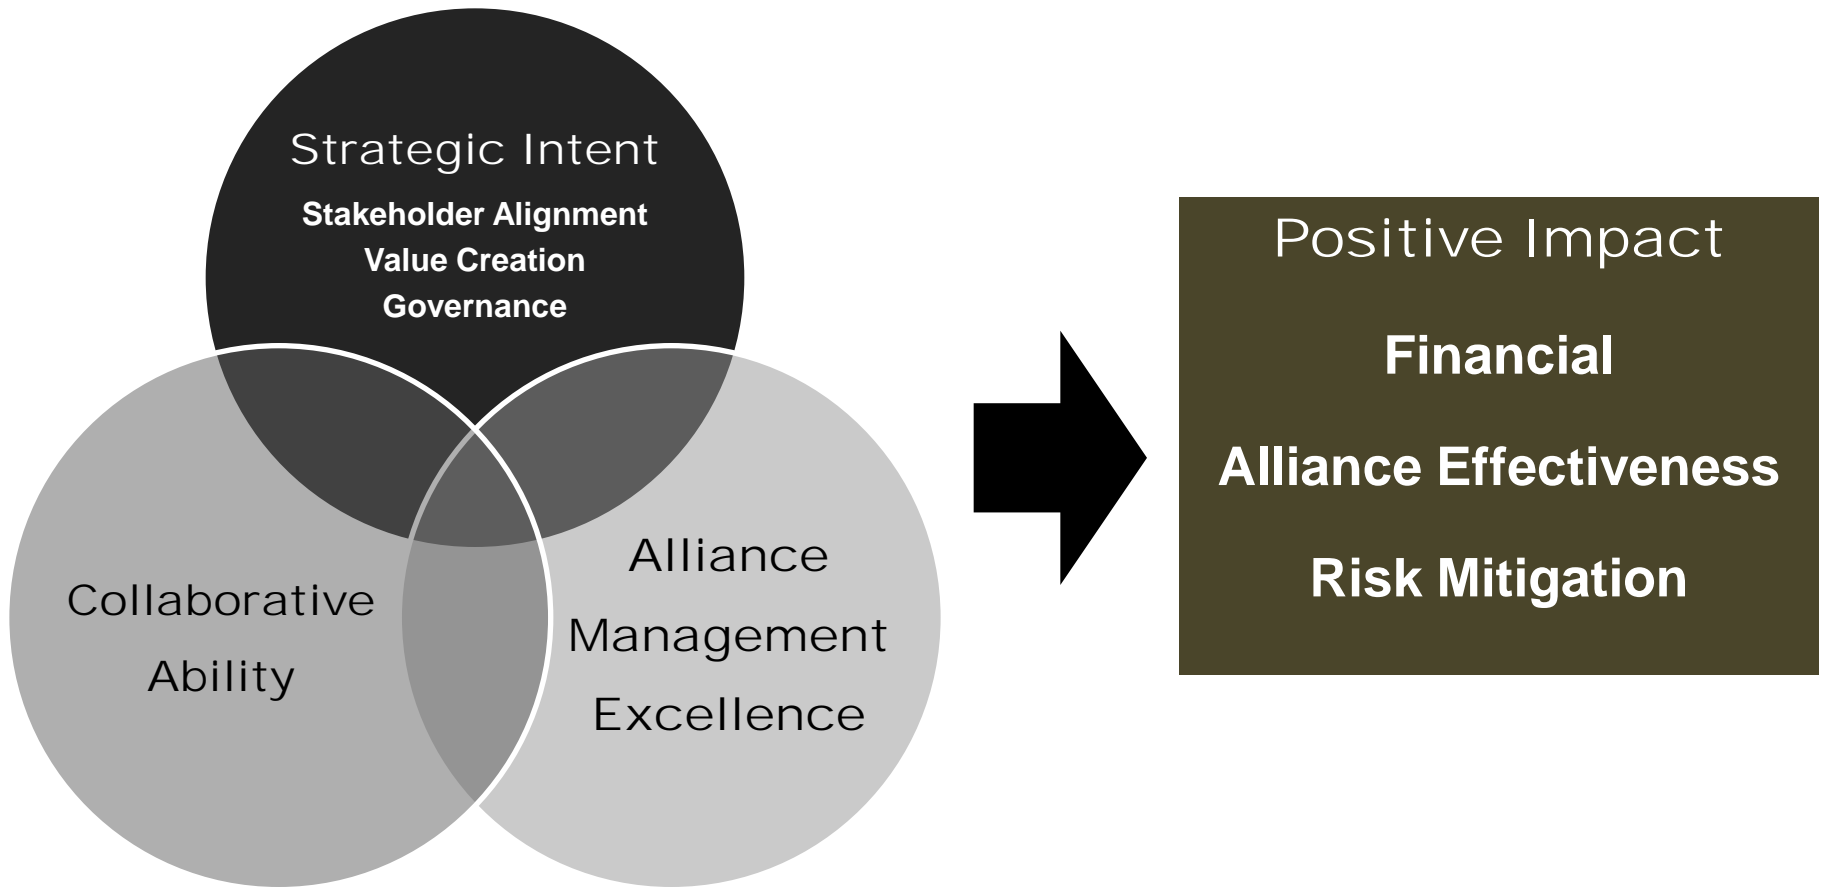 Strategic Intent
Stakeholder Alignment
Value Creation
Governance
Collaborative
Ability
Alliance
Management
Excellence
Positive Impact
Financial
Alliance Effectiveness
Risk Mitigation